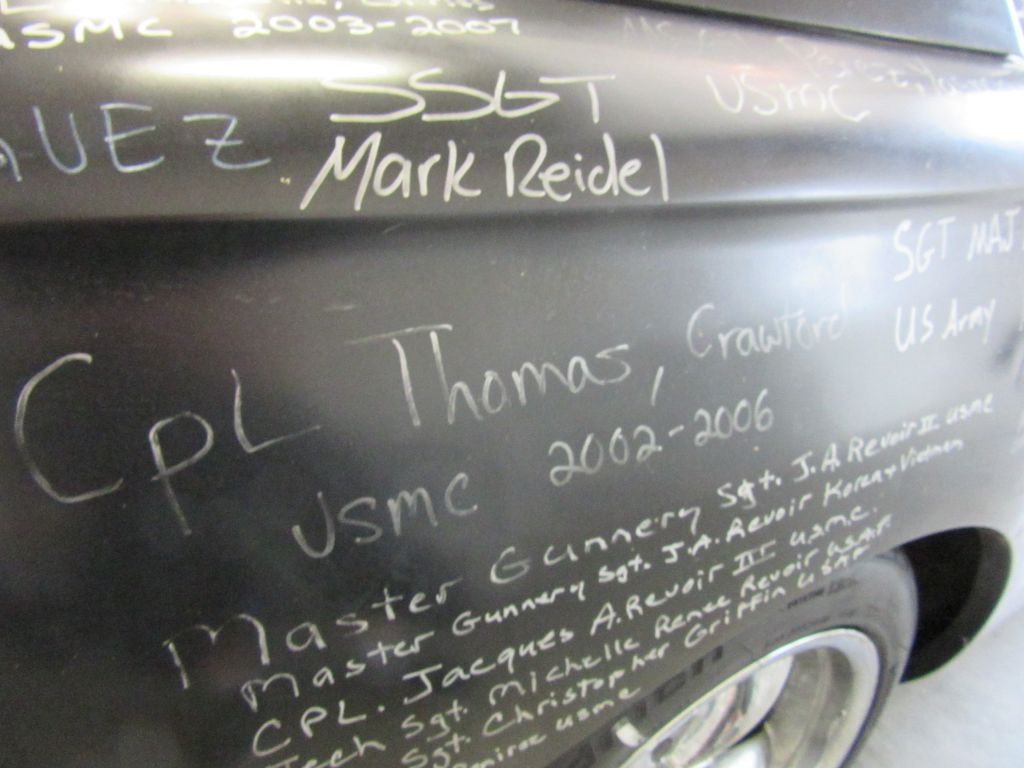 USMC 2003-2007
SSGT
Mark Reidel
USMC
SGT MAJ
US Army
CPL Thomas, Crawford
USMC 2002-2006
Master Gunnery Sgt. J.A. Revoir II USMC
Master Gunnery Sgt. J.A. Revoir Korea + Vietnam
CPL. Jacques A. Revoir III U.S.M.C.
Tech Sgt. Michelle Renee Revoir U.S.A.F.
Sgt. Christopher Griffin USAF
USMC